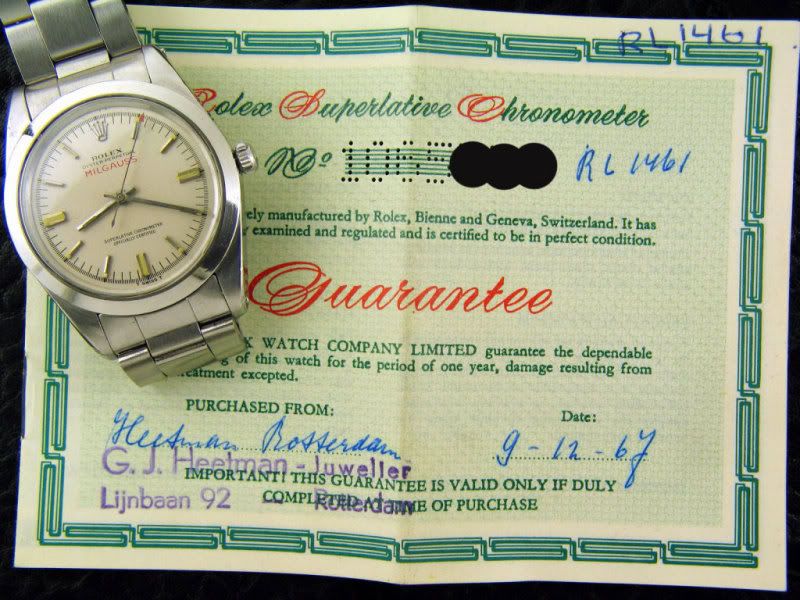 RL1461
Rolex Superlative Chronometer
No RL 1461
ROLEX
OYSTER PERPETUAL
MILGAUSS
SUPERLATIVE CHRONOMETER
OFFICIALLY CERTIFIED
manufactured by Rolex, Bienne and Geneva, Switzerland. It has
examined and regulated and is certified to be in perfect condition.
Guarantee
WATCH COMPANY LIMITED guarantee the dependable
of this watch for the period of one year, damage resulting from
excepted.
PURCHASED FROM:
Date:
Heetman Rotterdam
9-12-67
G. J. Heetman - Juwelier
IMPORTANT! THIS GUARANTEE IS VALID ONLY IF DULY
Lijnbaan 92 - Rotterdam
COMPLETED AT TIME OF PURCHASE